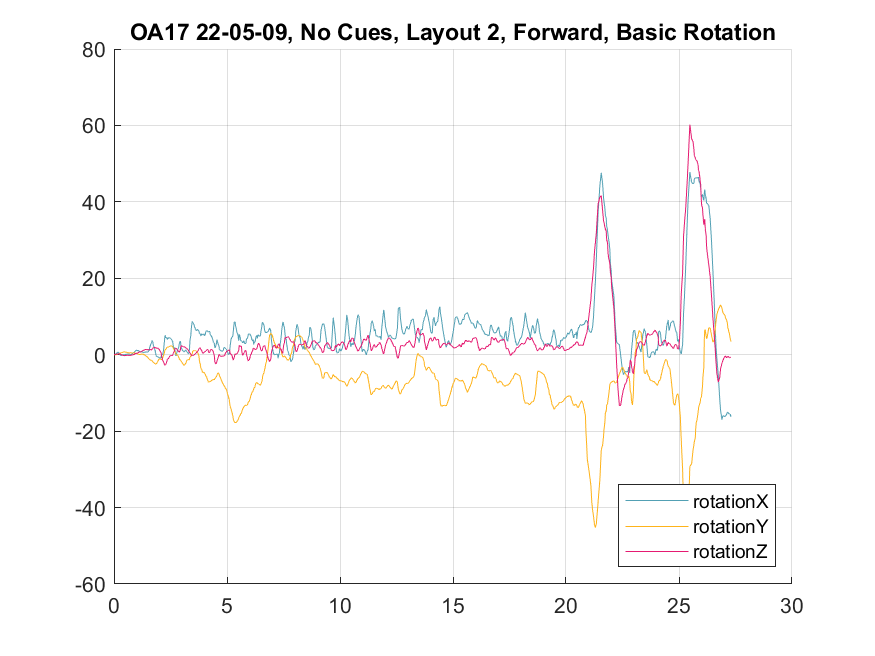 OA17 22-05-09, No Cues, Layout 2, Forward, Basic Rotation
80
60
40
20
0
-20
-40
-60
rotationX
rotationY
rotationZ
0 5 10 15 20 25 30